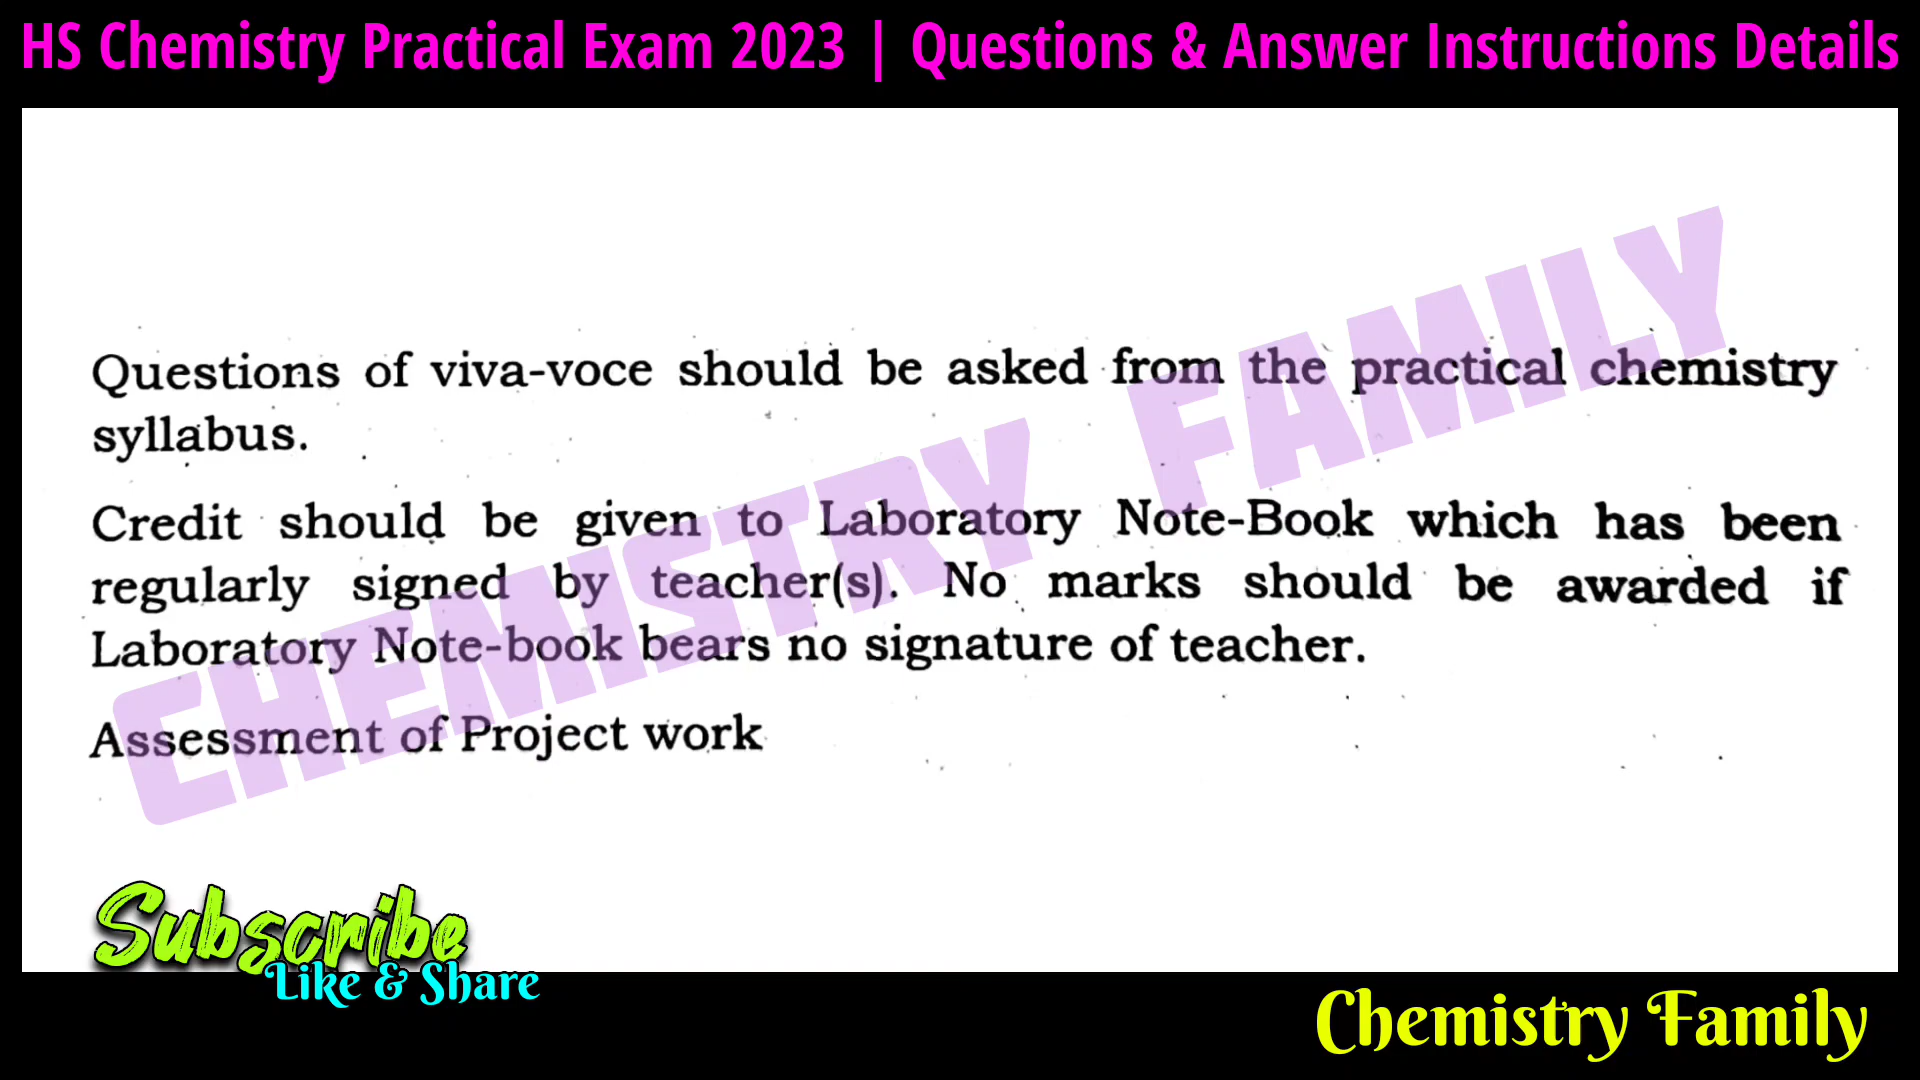 HS Chemistry Practical Exam 2023 | Questions & Answer Instructions Details
Questions of viva-voce should be asked from the practical chemistry
syllabus.
Credit should be given to Laboratory Note-Book which has been
regularly signed by teacher(s). No marks should be awarded if
Laboratory Note-book bears no signature of teacher.
Assessment of Project work
CHEMISTRY FAMILY
Subscribe
Like & Share
Chemistry Family